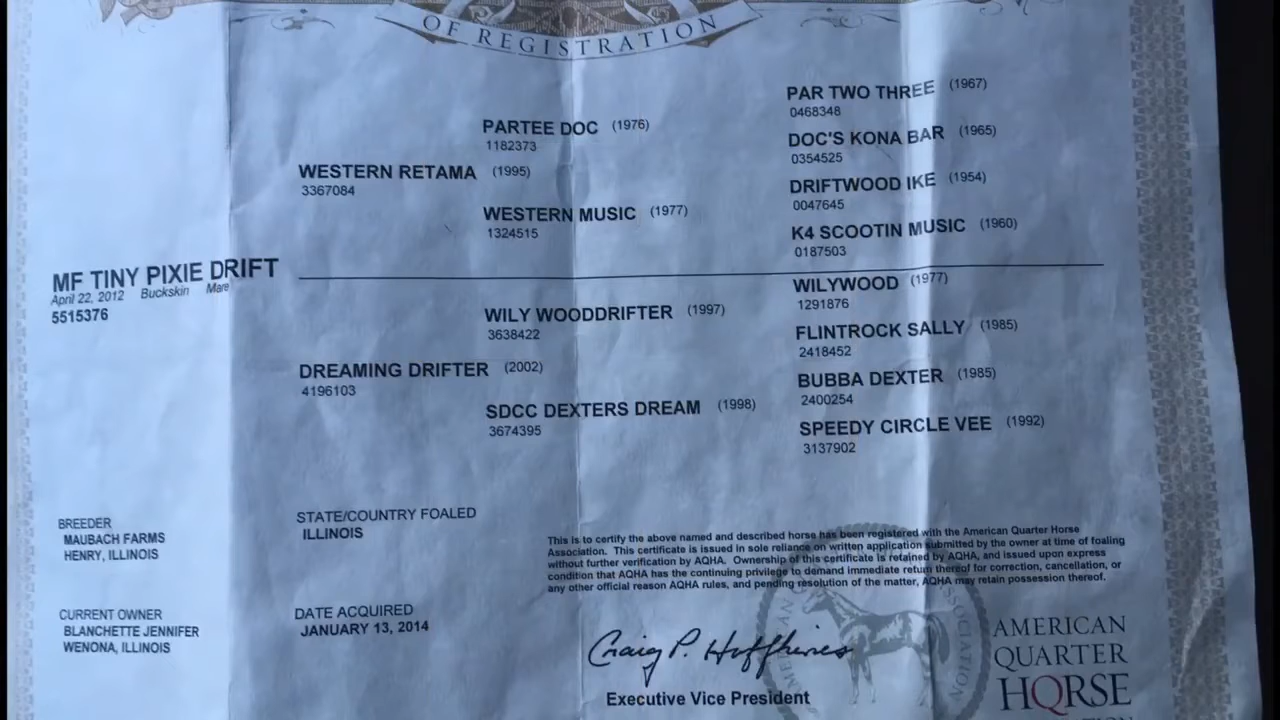 OF REGISTRATION
PAR TWO THREE (1967)
0468348
PARTEE DOC (1976)
1182373
DOC'S KONA BAR (1965)
0354525
WESTERN RETAMA (1995)
3367084
DRIFTWOOD IKE (1954)
0047645
WESTERN MUSIC (1977)
1324515
K4 SCOOTIN MUSIC (1960)
0187503
MF TINY PIXIE DRIFT
April 22, 2012 Buckskin Mare
5515376
WILYWOOD (1977)
1291876
WILY WOODDRIFTER (1997)
3638422
FLINTROCK SALLY (1985)
2418452
DREAMING DRIFTER (2002)
4196103
BUBBA DEXTER (1985)
2400254
SDCC DEXTERS DREAM (1998)
3674395
SPEEDY CIRCLE VEE (1992)
3137902
BREEDER
MAUBACH FARMS
HENRY, ILLINOIS
STATE/COUNTRY FOALED
ILLINOIS
This is to certify the above named and described horse has been registered with the American Quarter Horse
Association. This certificate is issued in sole reliance on written application submitted by the owner at time of foaling
without further verification by AQHA. Ownership of this certificate is retained by AQHA, and issued upon express
condition that AQHA has the continuing privilege to demand immediate return thereof for correction, cancellation, or
any other official reason AQHA rules, and pending resolution of the matter, AQHA may retain possession thereof.
CURRENT OWNER
BLANCHETTE JENNIFER
WENONA, ILLINOIS
DATE ACQUIRED
JANUARY 13, 2014
Craig P. Huffhines
Executive Vice President
AMERICAN
QUARTER
HORSE